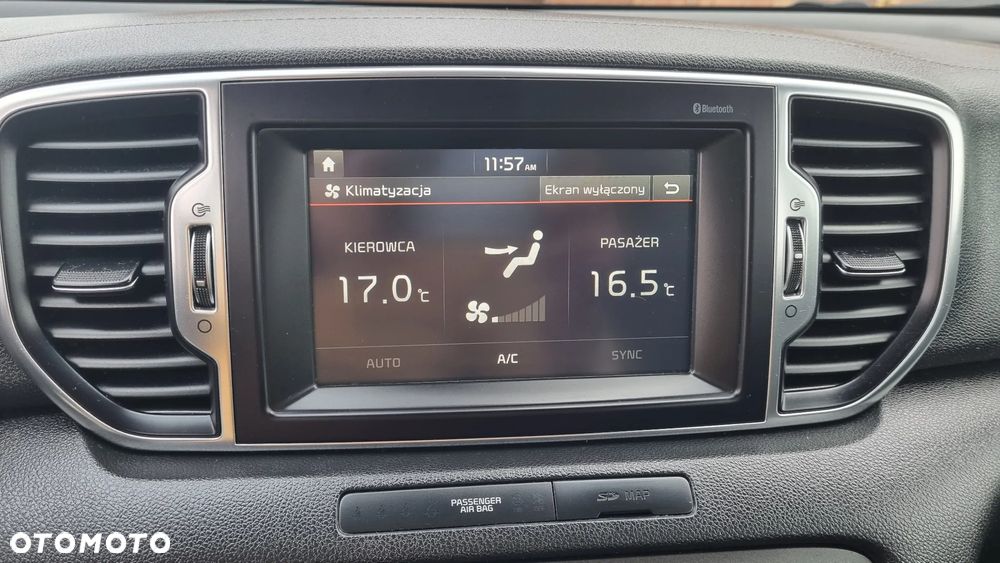 Bluetooth
11:57 AM
Klimatyzacja
Ekran wyłączony
KIEROWCA
PASAŻER
17.0 °C
16.5 °C
AUTO
A/C
SYNC
PASSENGER
AIR BAG
SD MAP
OTOMOTO